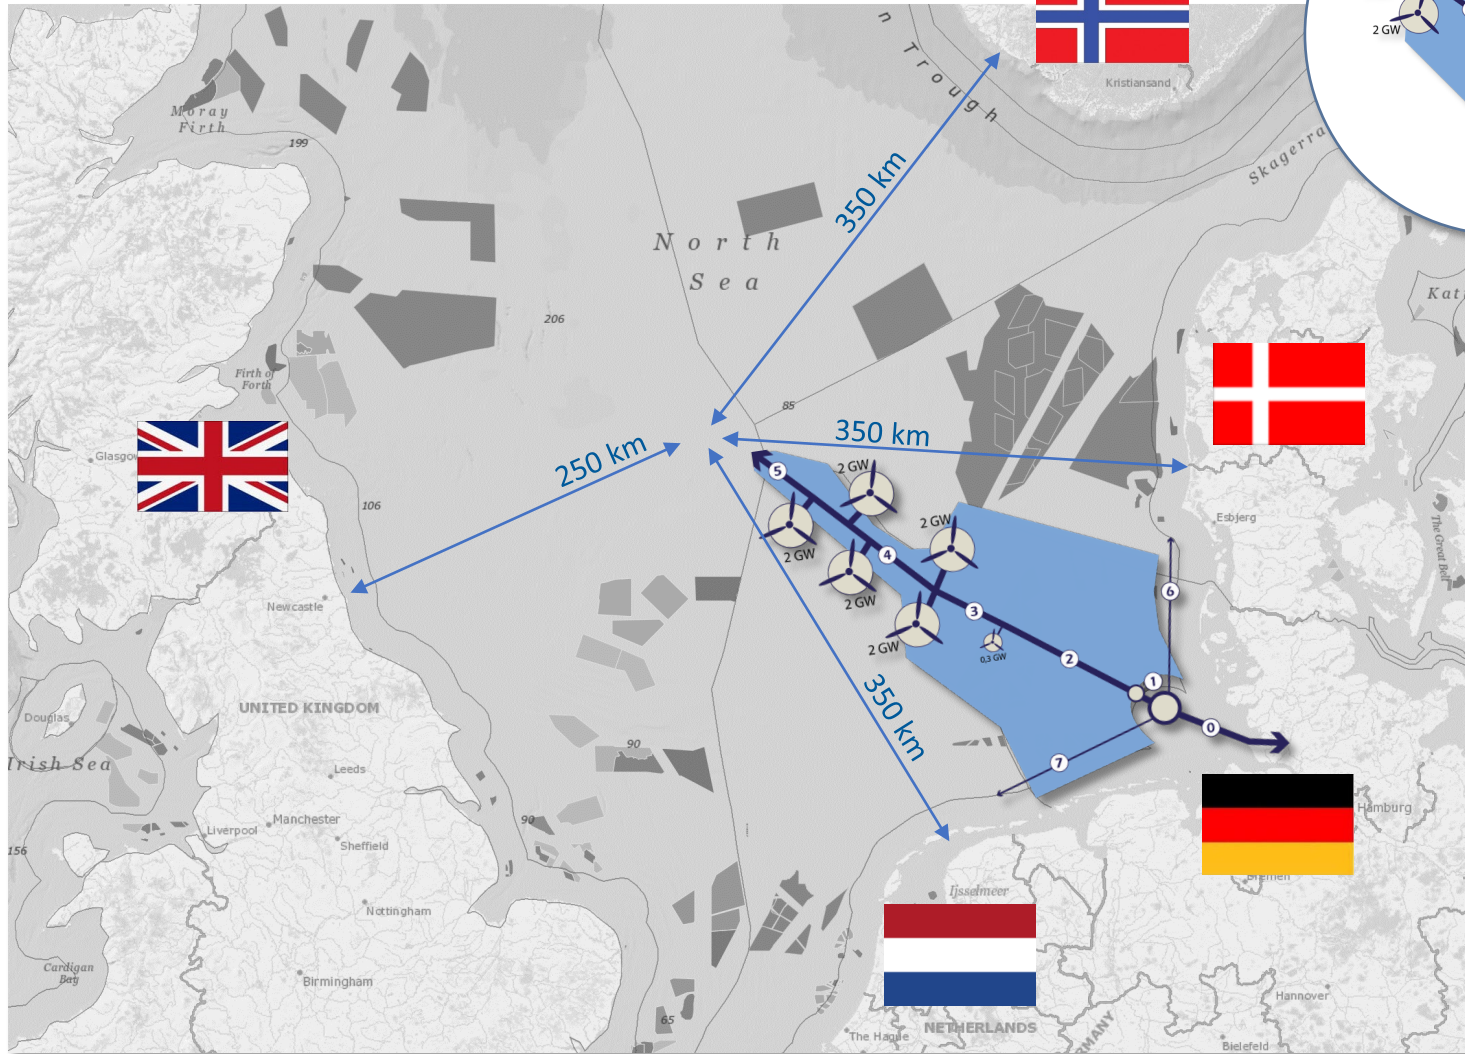 n Trough
2 GW
Kristiansand
Moray
Firth
199
Skagerra
350 km
North
Sea
Kat
206
Firth of
Forth
85
350 km
Glasgow
250 km
5
2 GW
106
2 GW
2 GW
Esbjerg
The Great Belt
4
2 GW
6
Newcastle
3
2 GW
0,3 GW
2
1
350 km
UNITED KINGDOM
Douglas
0
90
7
Irish Sea
Leeds
Hamburg
Manchester
90
Liverpool
Sheffield
156
Bremen
Ijsselmeer
Nottingham
Cardigan
Bay
Birmingham
Hannover
65
NETHERLANDS
The Hague
RMANY
Bielefeld